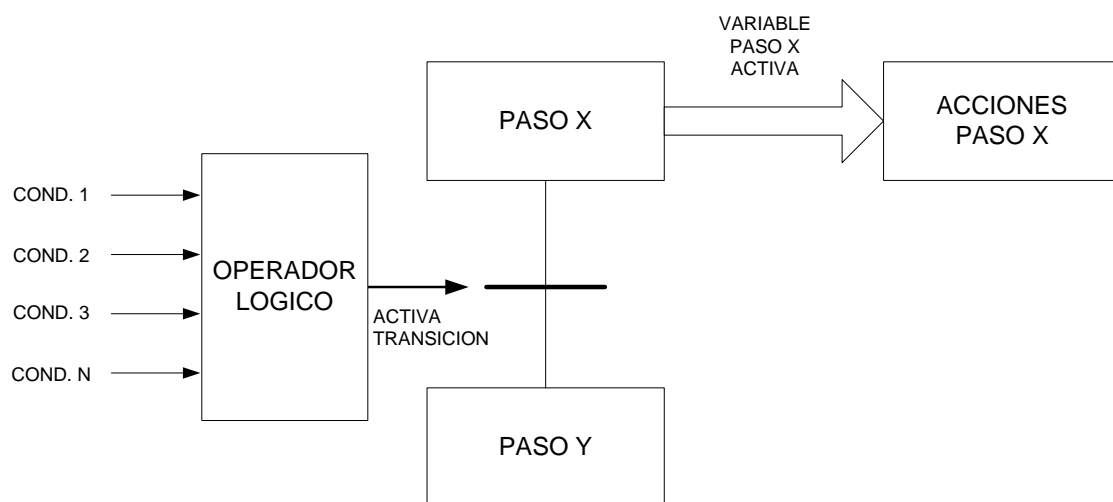 VARIABLE
PASO X
ACTIVA
PASO X
ACCIONES
PASO X
COND. 1
COND. 2
COND. 3
COND. N
OPERADOR
LOGICO
ACTIVA
TRANSICION
PASO Y